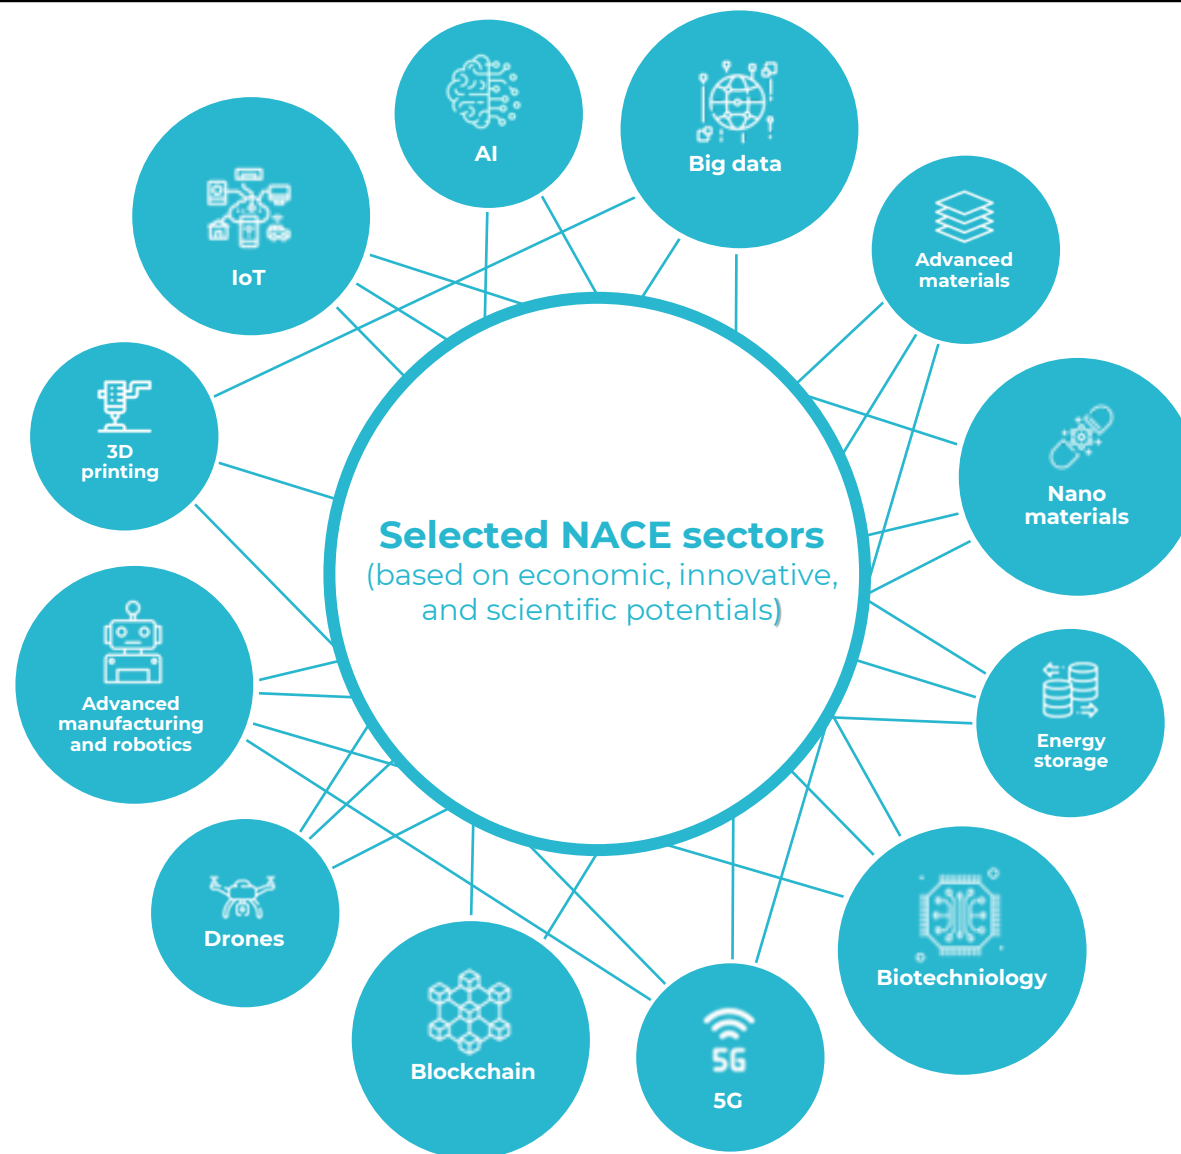 AI
Big data
IoT
Advanced
materials
3D
printing
Nano
materials
Selected NACE sectors
(based on economic, innovative,
and scientific potentials)
Advanced
manufacturing
and robotics
Energy
storage
Drones
Biotechniology
Blockchain
5G
5G